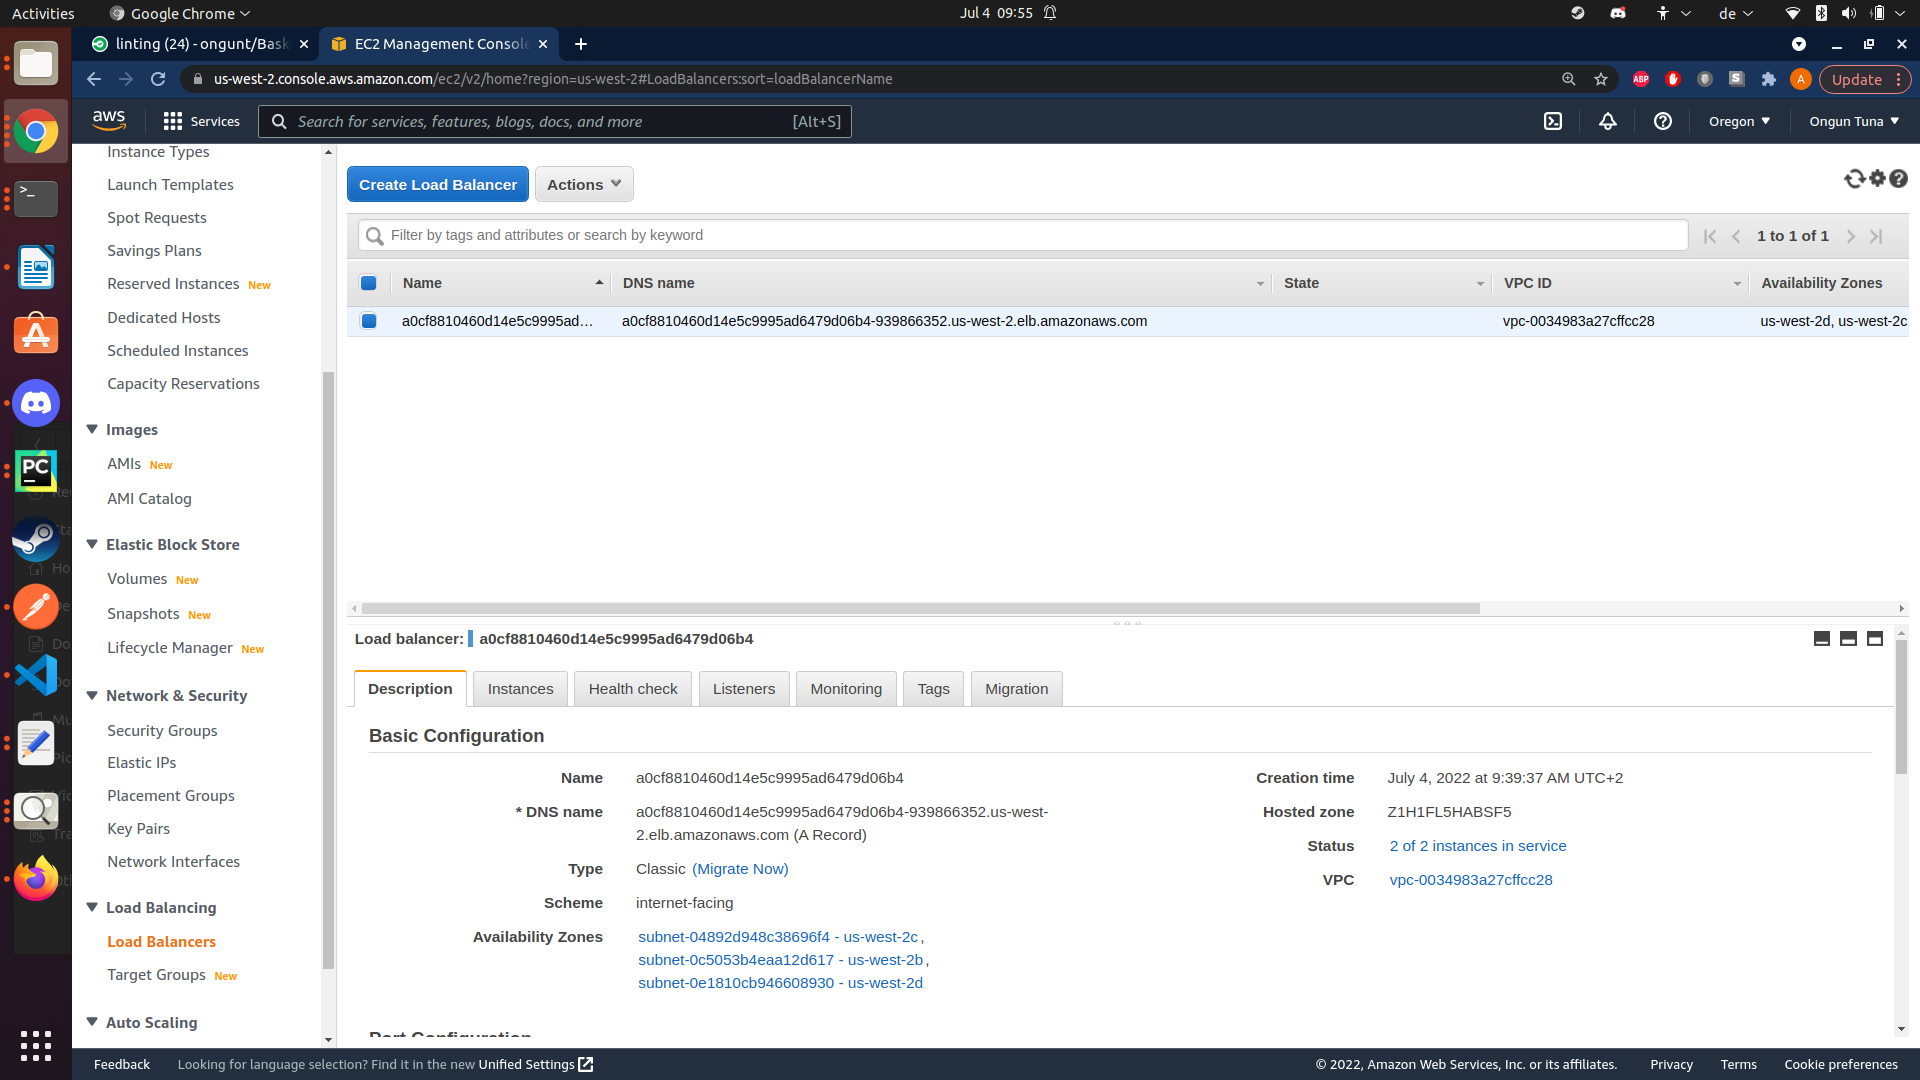 Activities
Google Chrome
Jul 4 09:55
de
linting (24) - ongunt/Bask
EC2 Management Console
us-west-2.console.aws.amazon.com/ec2/v2/home?region=us-west-2#LoadBalancers:sort=loadBalancerName
ABP
S
A
Update
aws
Services
Search for services, features, blogs, docs, and more
[Alt+S]
Oregon
Ongun Tuna
Instance Types
Launch Templates
Spot Requests
Savings Plans
Reserved Instances New
Dedicated Hosts
Scheduled Instances
Capacity Reservations
Images
AMIs New
AMI Catalog
Elastic Block Store
Volumes New
Snapshots New
Lifecycle Manager New
Network & Security
Security Groups
Elastic IPs
Placement Groups
Key Pairs
Network Interfaces
Load Balancing
Load Balancers
Target Groups New
Auto Scaling
PC
Create Load Balancer
Actions
Filter by tags and attributes or search by keyword
1 to 1 of 1
Name
DNS name
State
VPC ID
Availability Zones
a0cf8810460d14e5c9995ad...
a0cf8810460d14e5c9995ad6479d06b4-939866352.us-west-2.elb.amazonaws.com
vpc-0034983a27cffcc28
us-west-2d, us-west-2c
Load balancer: a0cf8810460d14e5c9995ad6479d06b4
Description
Instances
Health check
Listeners
Monitoring
Tags
Migration
Basic Configuration
Name
a0cf8810460d14e5c9995ad6479d06b4
* DNS name
a0cf8810460d14e5c9995ad6479d06b4-939866352.us-west-
2.elb.amazonaws.com (A Record)
Type
Classic (Migrate Now)
Scheme
internet-facing
Availability Zones
subnet-04892d948c38696f4 - us-west-2c,
subnet-0c5053b4eaa12d617 - us-west-2b,
subnet-0e1810cb946608930 - us-west-2d
Creation time
July 4, 2022 at 9:39:37 AM UTC+2
Hosted zone
Z1H1FL5HABSF5
Status
2 of 2 instances in service
VPC
vpc-0034983a27cffcc28
Port Configuration
Feedback
Looking for language selection? Find it in the new Unified Settings
© 2022, Amazon Web Services, Inc. or its affiliates.
Privacy
Terms
Cookie preferences